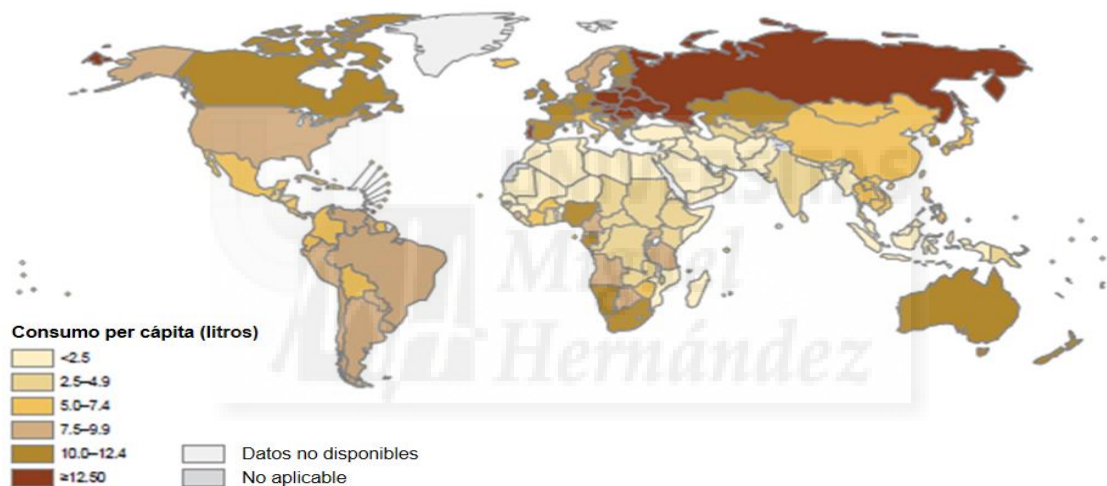 UNIVERSITAS
Miguel
Hernández
Consumo per cápita (litros)
<2.5
2.5–4.9
5.0–7.4
7.5–9.9
10.0–12.4
≥12.50
Datos no disponibles
No aplicable